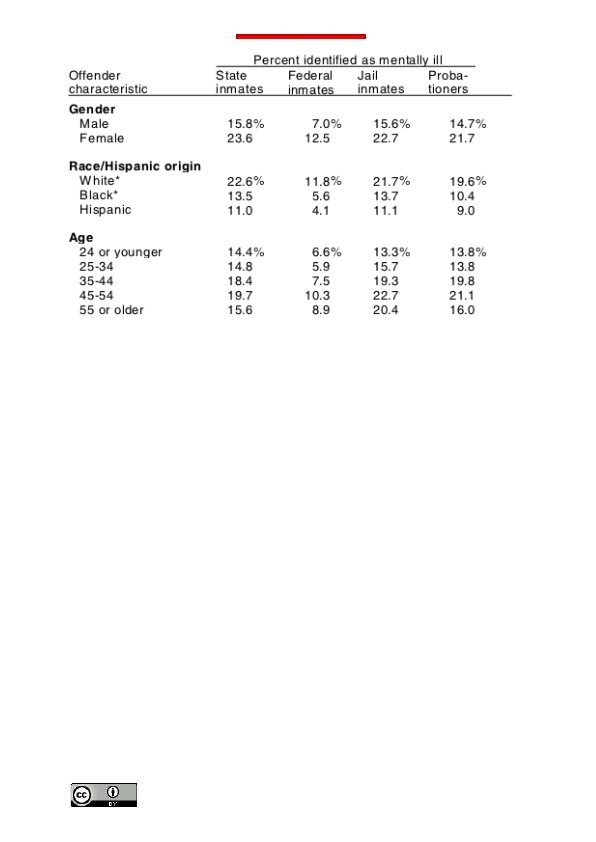 Percent identified as mentally ill
Offender characteristic State inmates Federal inmates Jail inmates Proba-tioners
Gender
Male 15.8% 7.0% 15.6% 14.7%
Female 23.6 12.5 22.7 21.7
Race/Hispanic origin
White* 22.6% 11.8% 21.7% 19.6%
Black* 13.5 5.6 13.7 10.4
Hispanic 11.0 4.1 11.1 9.0
Age
24 or younger 14.4% 6.6% 13.3% 13.8%
25-34 14.8 5.9 15.7 13.8
35-44 18.4 7.5 19.3 19.8
45-54 19.7 10.3 22.7 21.1
55 or older 15.6 8.9 20.4 16.0
cc BY